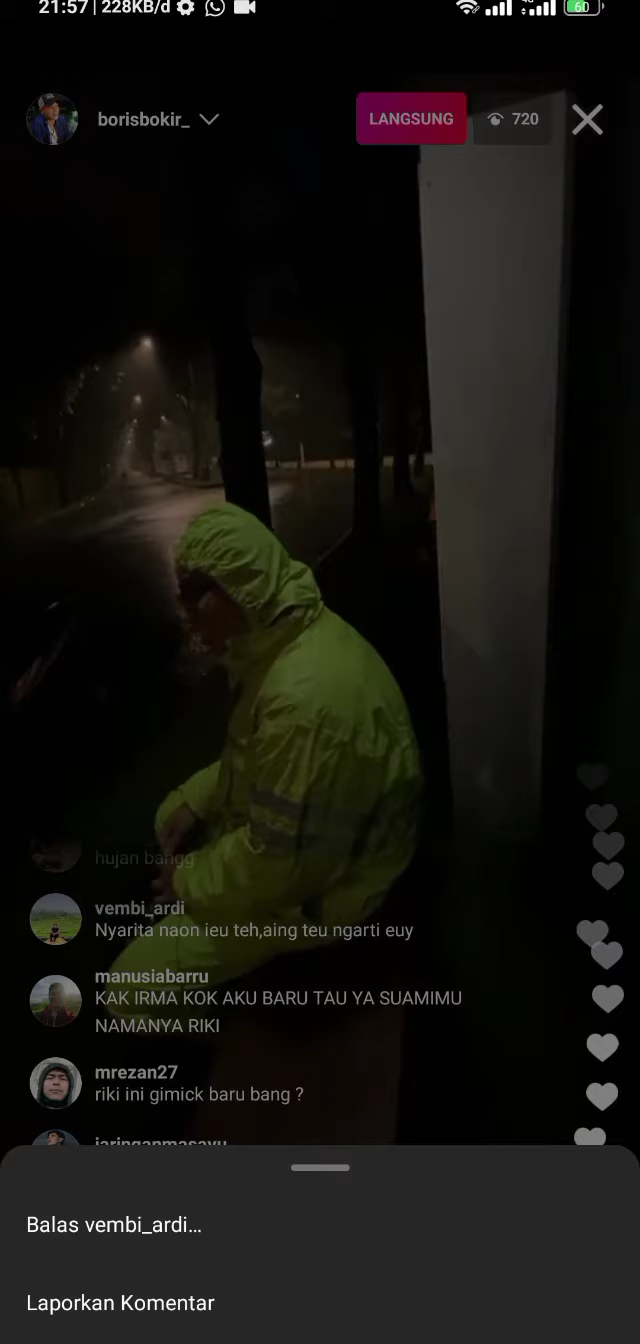 21:57 | 228KB/d
60
borisbokir_
LANGSUNG
720
hujan bangg
vembi_ardi
Nyarita naon ieu teh,aing teu ngarti euy
manusiabarru
KAK IRMA KOK AKU BARU TAU YA SUAMIMU
NAMANYA RIKI
mrezan27
riki ini gimick baru bang ?
Balas vembi_ardi...
Laporkan Komentar